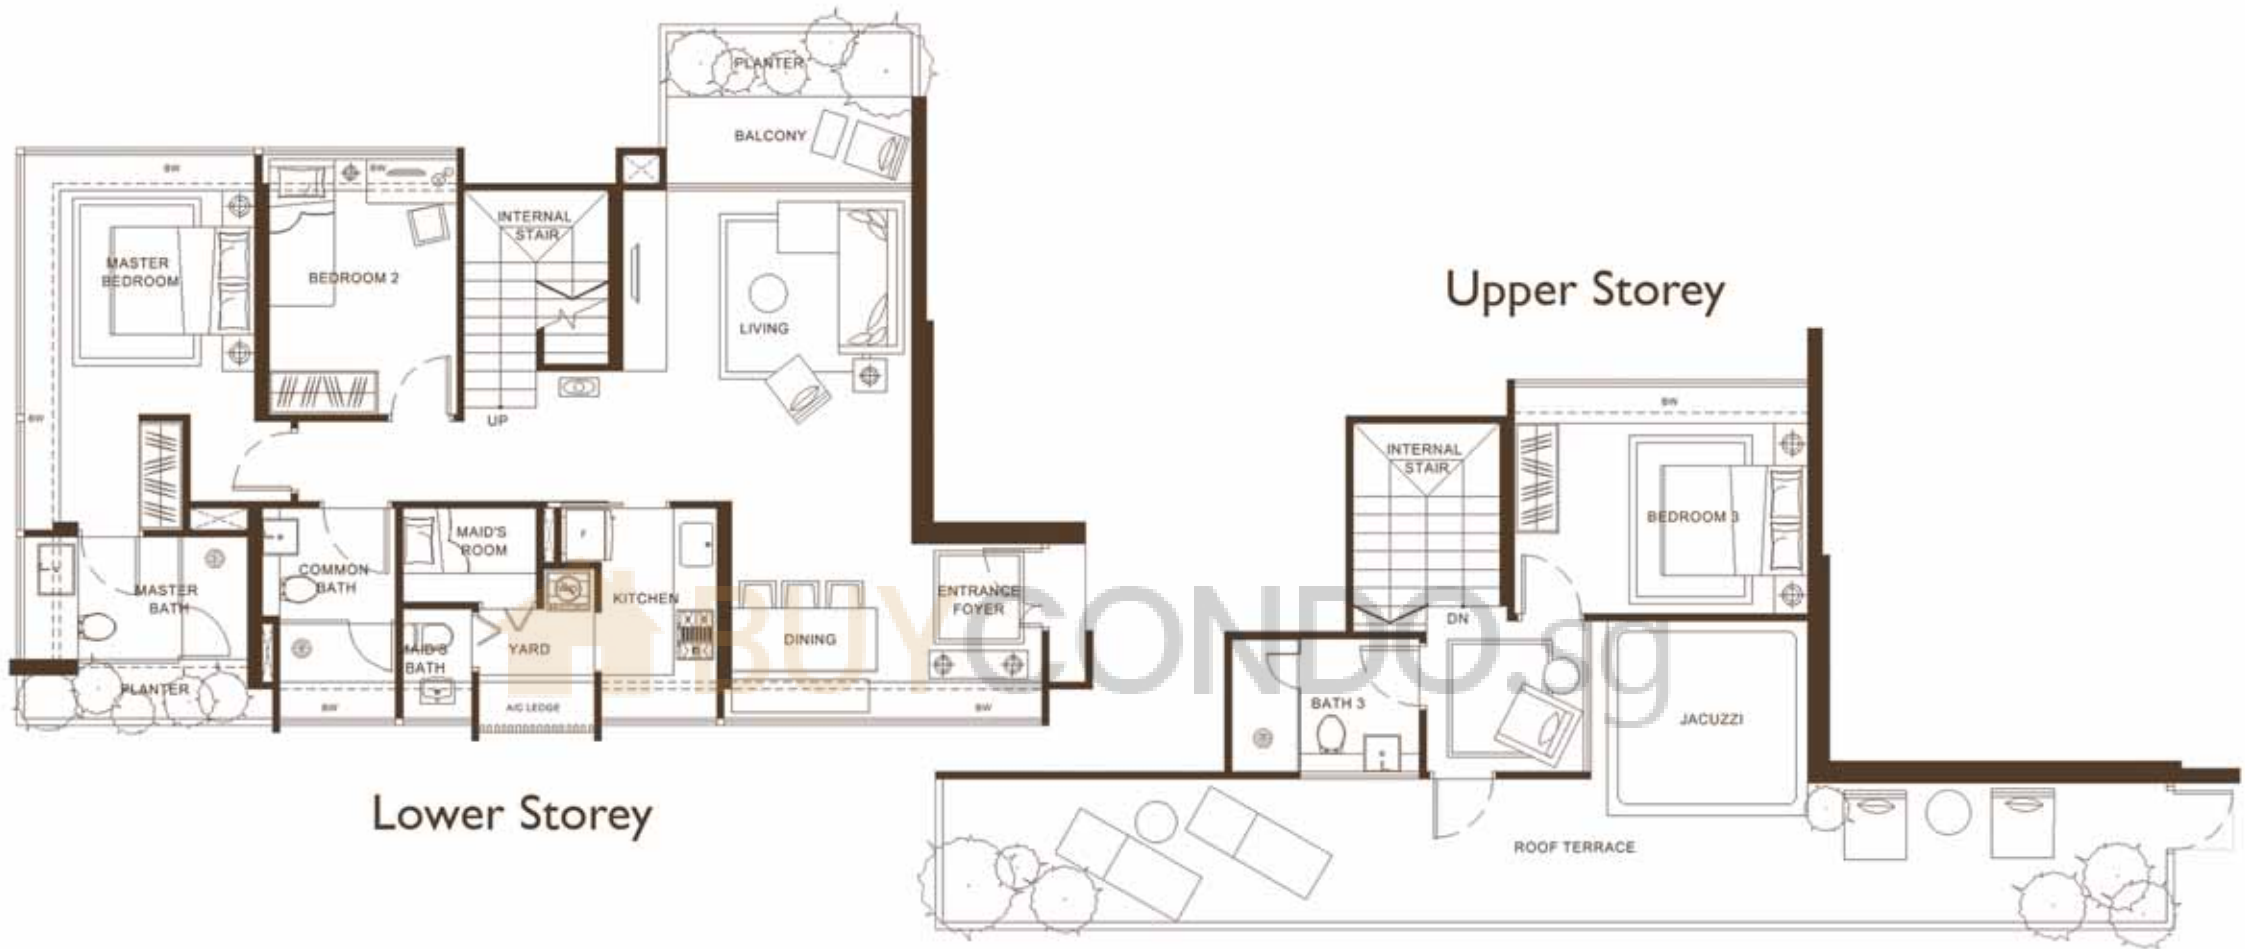 PLANTER
BALCONY
BW
BW
INTERNAL
STAIR
MASTER
BEDROOM
BEDROOM 2
LIVING
BW
UP
MAID'S
ROOM
F
COMMON
BATH
MASTER
BATH
KITCHEN
ENTRANCE
FOYER
DINING
YARD
MAID'S
BATH
PLANTER
BW
A/C LEDGE
BW
Lower Storey
Upper Storey
BW
INTERNAL
STAIR
BEDROOM 3
DN
BATH 3
JACUZZI
ROOF TERRACE
BUYCONDO.sg